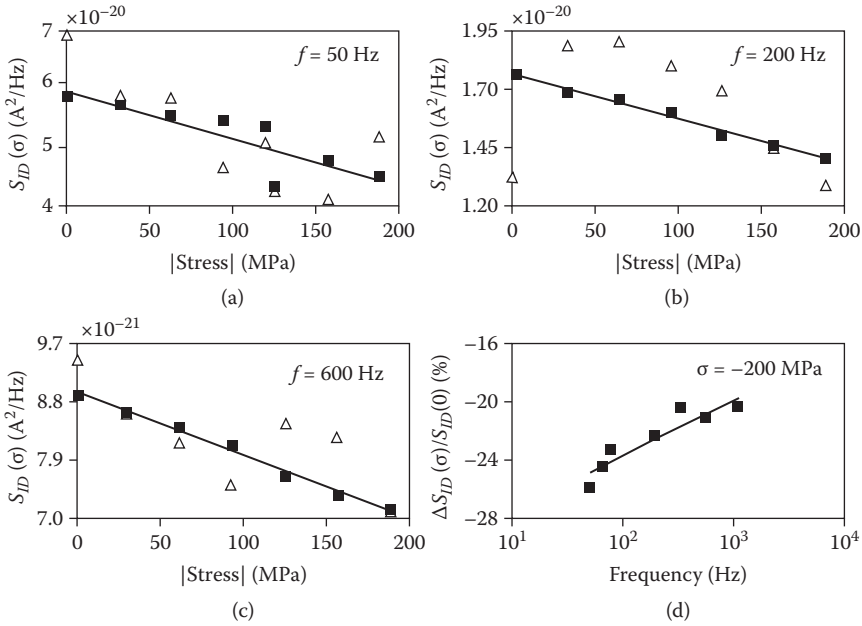 ×10⁻²⁰
S_ID (σ) (A²/Hz)
7
6
5
4
f = 50 Hz
0 50 100 150 200
|Stress| (MPa)
(a)
×10⁻²⁰
S_ID (σ) (A²/Hz)
1.95
1.70
1.45
1.20
f = 200 Hz
0 50 100 150 200
|Stress| (MPa)
(b)
×10⁻²¹
S_ID (σ) (A²/Hz)
9.7
8.8
7.9
7.0
f = 600 Hz
0 50 100 150 200
|Stress| (MPa)
(c)
ΔS_ID (σ)/S_ID(0) (%)
−16
−20
−24
−28
σ = −200 MPa
10¹ 10² 10³ 10⁴
Frequency (Hz)
(d)